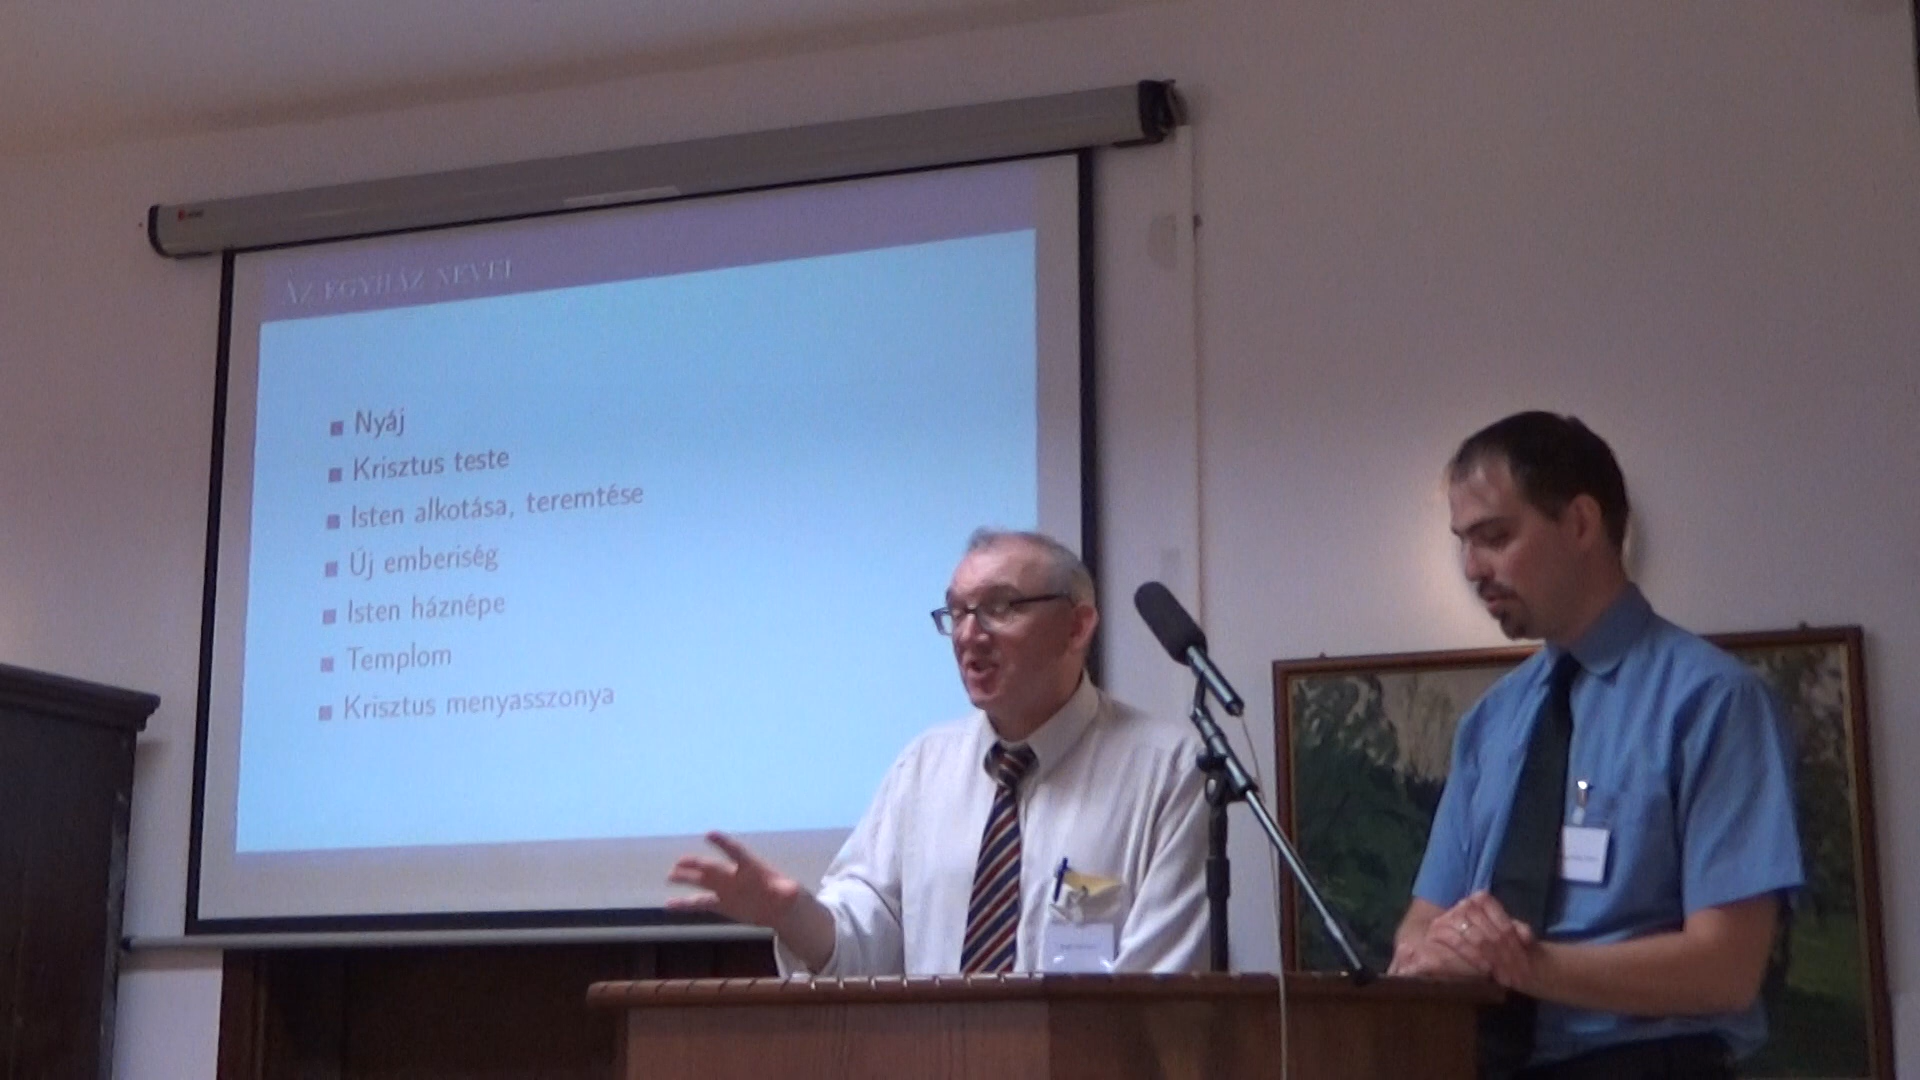 Az egyház nevei
Nyáj
Krisztus teste
Isten alkotása, teremtése
Új emberiség
Isten háznépe
Templom
Krisztus menyasszonya